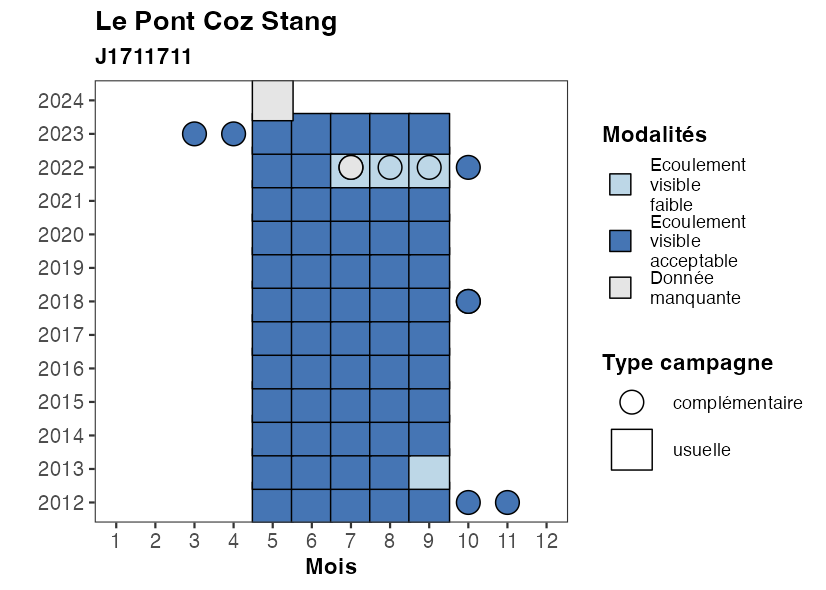 Le Pont Coz Stang
J1711711
2024
2023
2022
2021
2020
2019
2018
2017
2016
2015
2014
2013
2012
1 2 3 4 5 6 7 8 9 10 11 12
Mois
Modalités
Ecoulement
visible
faible
Ecoulement
visible
acceptable
Donnée
manquante
Type campagne
complémentaire
usuelle